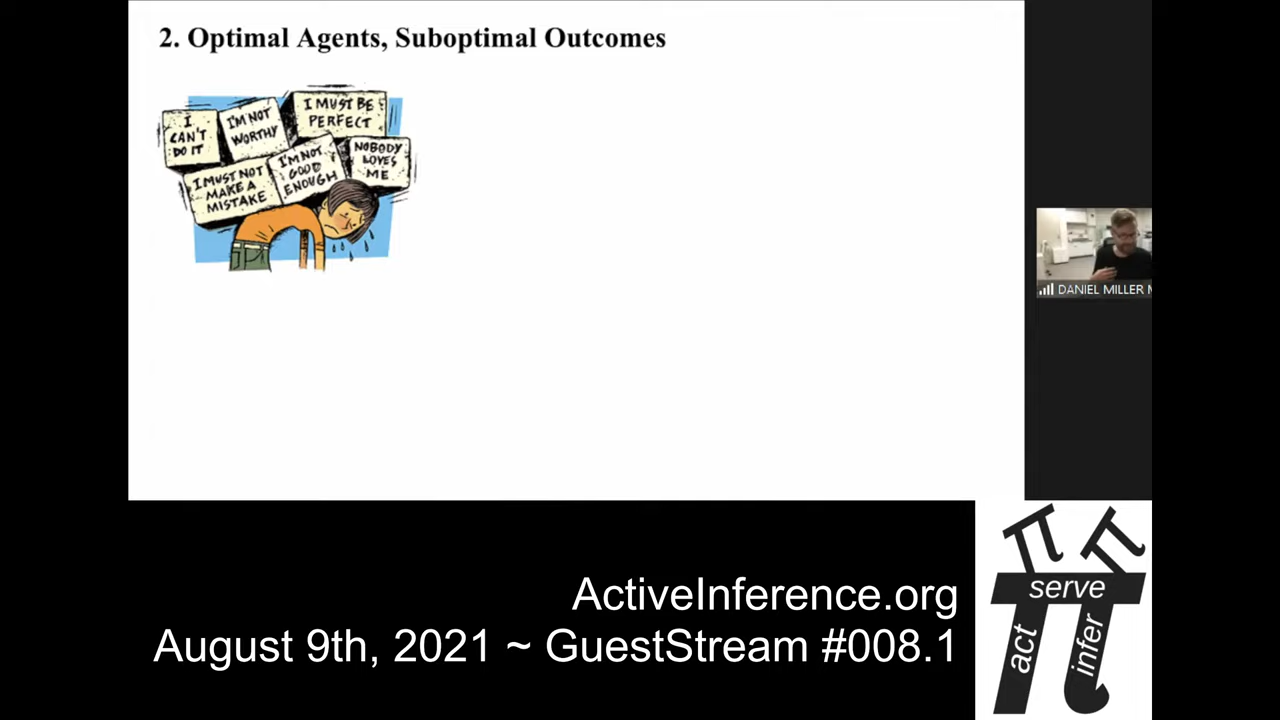 2. Optimal Agents, Suboptimal Outcomes
I
CAN'T
DO IT
I'M NOT
WORTHY
I MUST BE
PERFECT
I MUST NOT
MAKE A
MISTAKE
I'M NOT
GOOD
ENOUGH
NOBODY
LOVES
ME
DANIEL MILLER
ActiveInference.org
August 9th, 2021 ~ GuestStream #008.1
π π
serve
π
act
infer